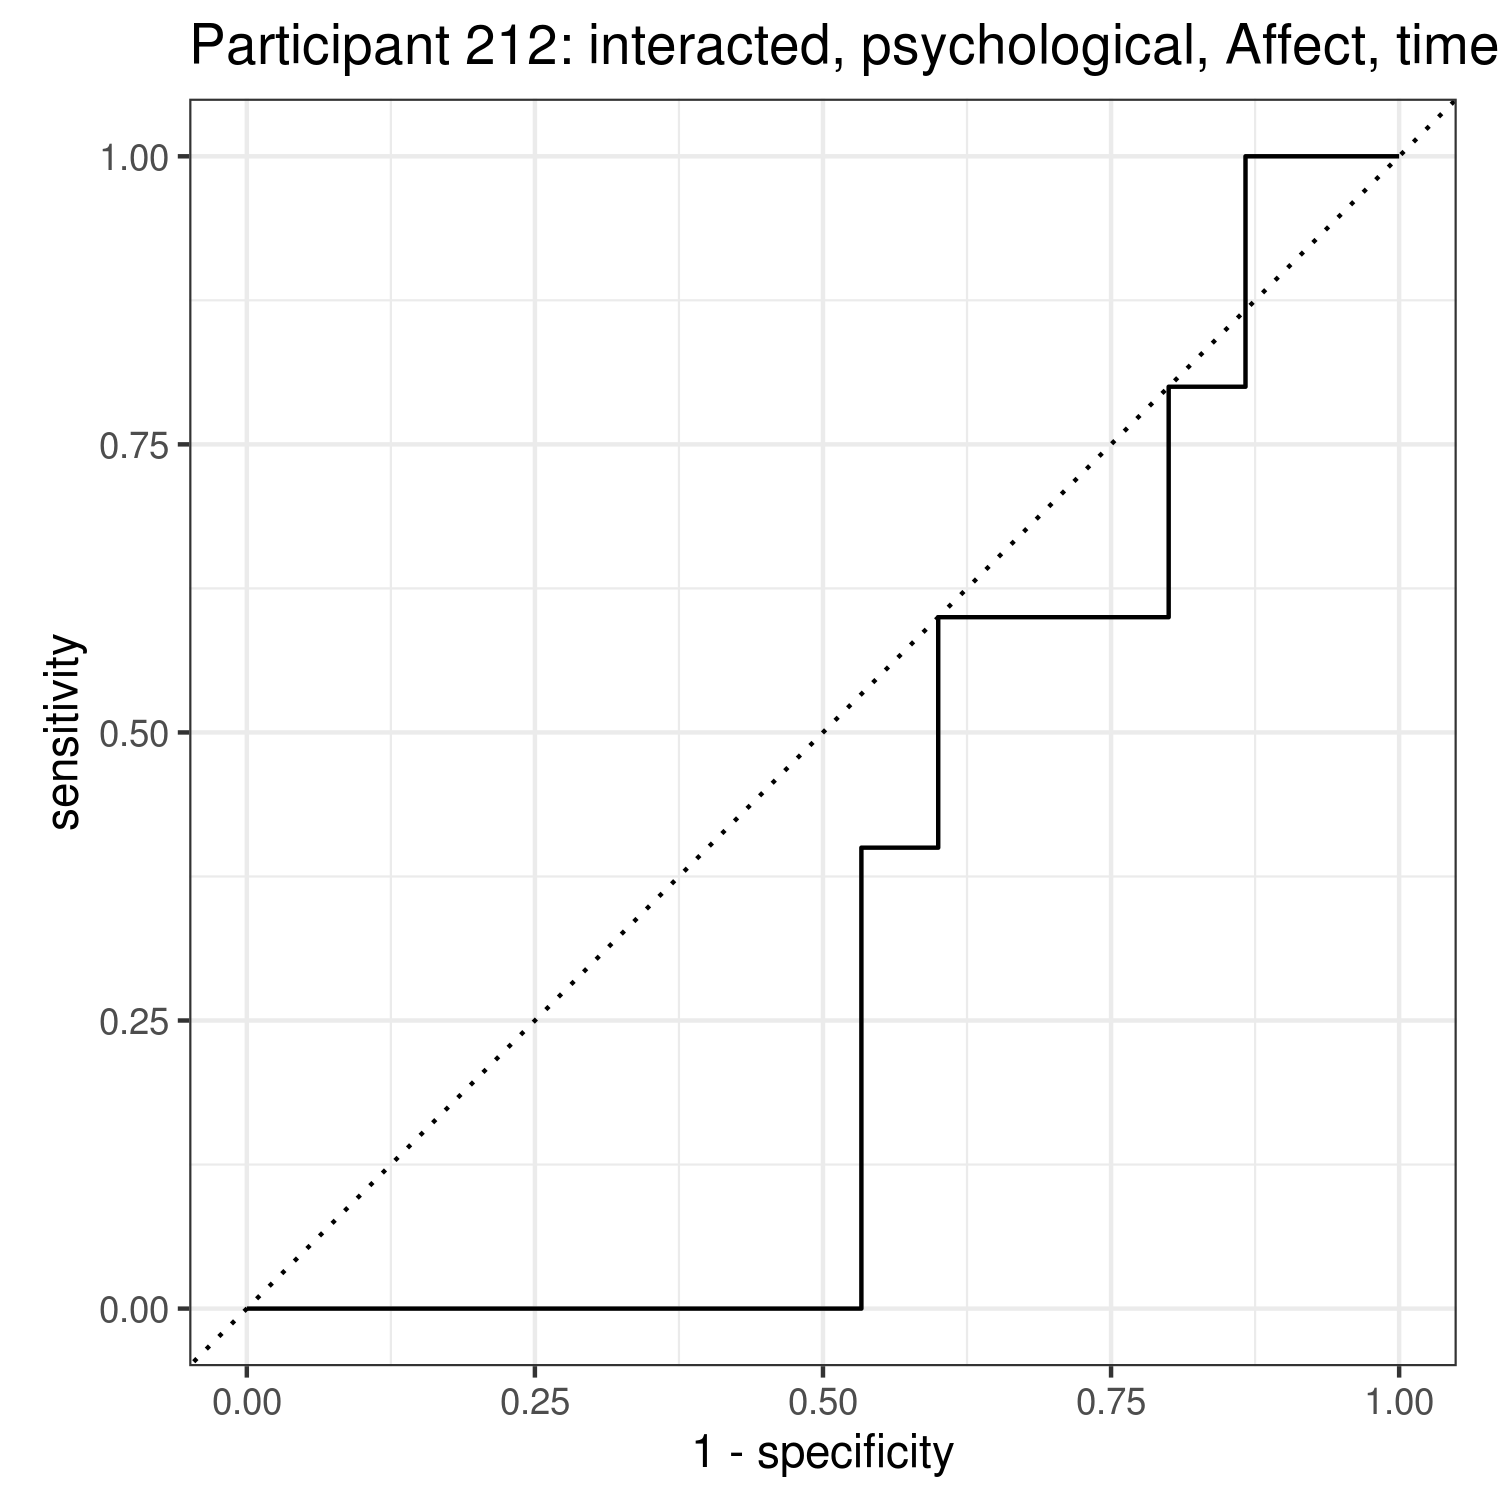 Participant 212: interacted, psychological, Affect, time
1.00
0.75
0.50
0.25
0.00
sensitivity
0.00 0.25 0.50 0.75 1.00
1 - specificity